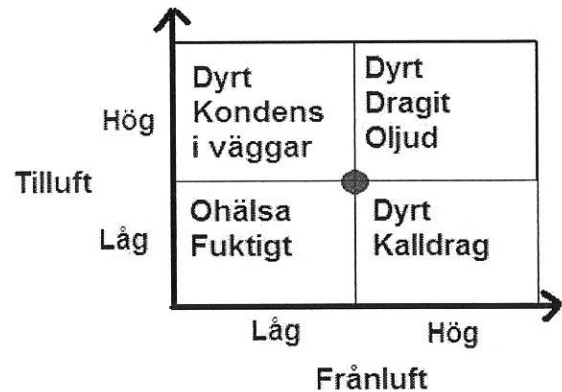 Dyrt
Kondens
i väggar
Dyrt
Dragit
Oljud
Hög
Tilluft
Låg
Ohälsa
Fuktigt
Dyrt
Kalldrag
Låg
Hög
Frånluft